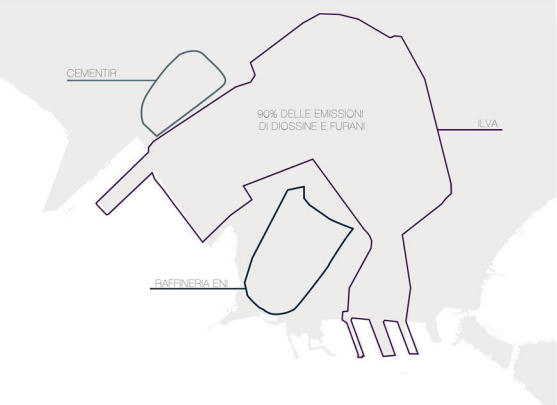 CEMENTIR
90% DELLE EMISSIONI
DI DIOSSINE E FURANI
ILVA
RAFFINERIA ENI